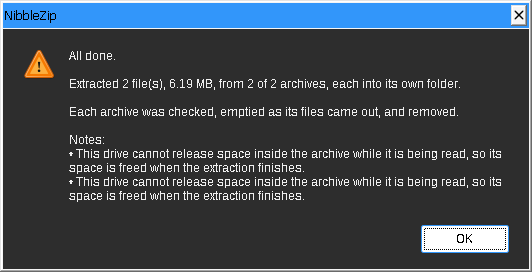 NibbleZip
All done.
Extracted 2 file(s), 6.19 MB, from 2 of 2 archives, each into its own folder.
Each archive was checked, emptied as its files came out, and removed.
Notes:
• This drive cannot release space inside the archive while it is being read, so its
space is freed when the extraction finishes.
• This drive cannot release space inside the archive while it is being read, so its
space is freed when the extraction finishes.
OK